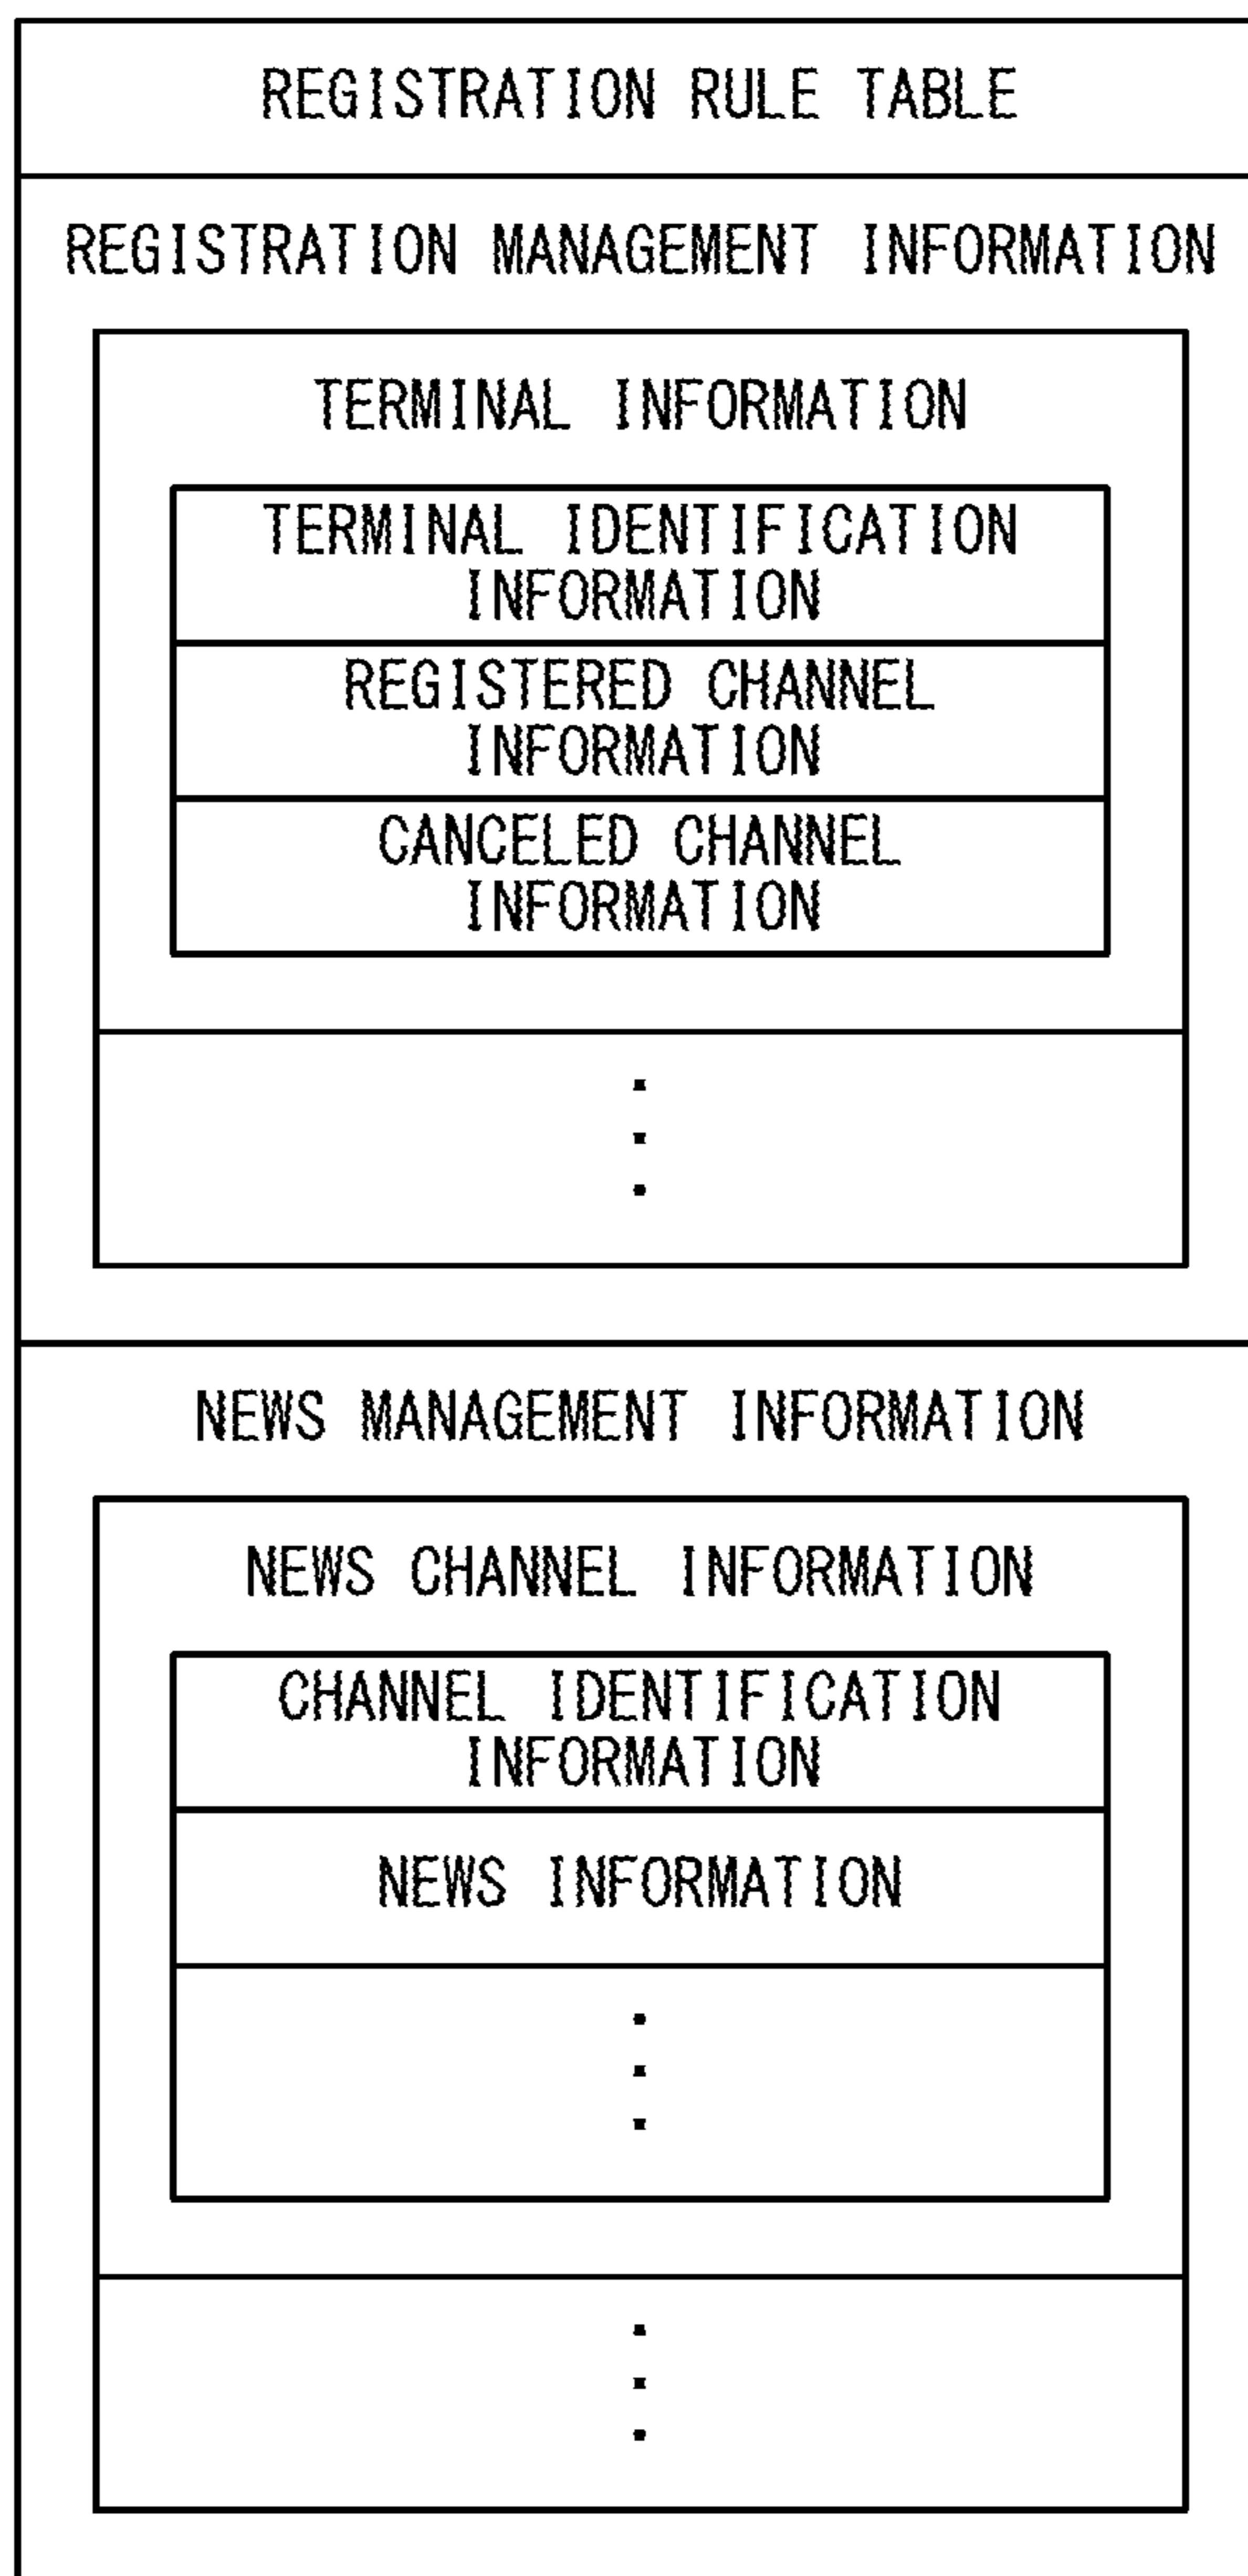 REGISTRATION RULE TABLE
REGISTRATION MANAGEMENT INFORMATION
TERMINAL INFORMATION
TERMINAL IDENTIFICATION
INFORMATION
REGISTERED CHANNEL
INFORMATION
CANCELED CHANNEL
INFORMATION
NEWS MANAGEMENT INFORMATION
NEWS CHANNEL INFORMATION
CHANNEL IDENTIFICATION
INFORMATION
NEWS INFORMATION